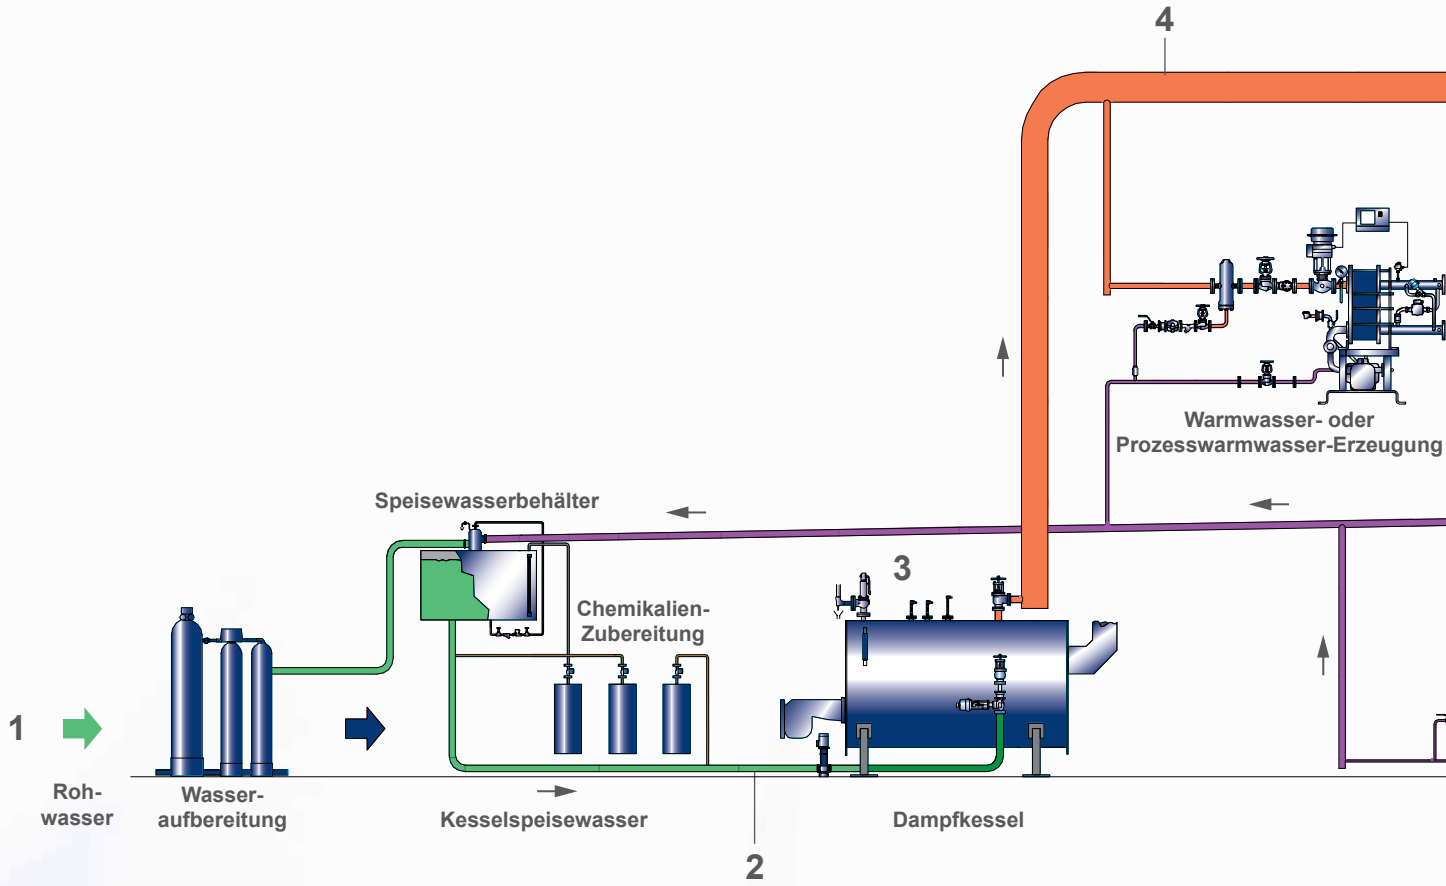 4
Warmwasser- oder
Prozesswarmwasser-Erzeugung
Speisewasserbehälter
3
Chemikalien-
Zubereitung
1
Roh-
wasser
Wasser-
aufbereitung
Kesselspeisewasser
Dampfkessel
2